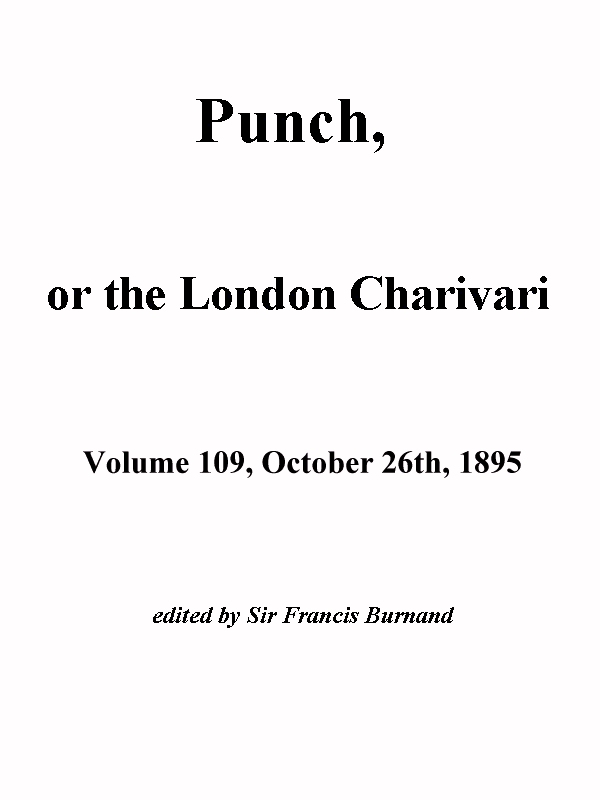 Punch,
or the London Charivari
Volume 109, October 26th, 1895
edited by Sir Francis Burnand